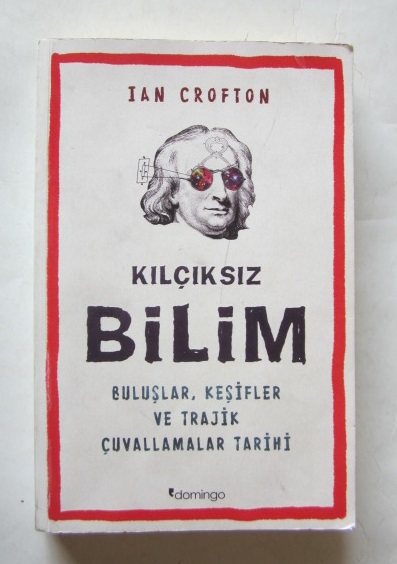 IAN CROFTON
KILÇIKSIZ
BİLİM
BULUŞLAR, KEŞİFLER
VE TRAJİK
ÇUVALLAMALAR TARİHİ
domingo